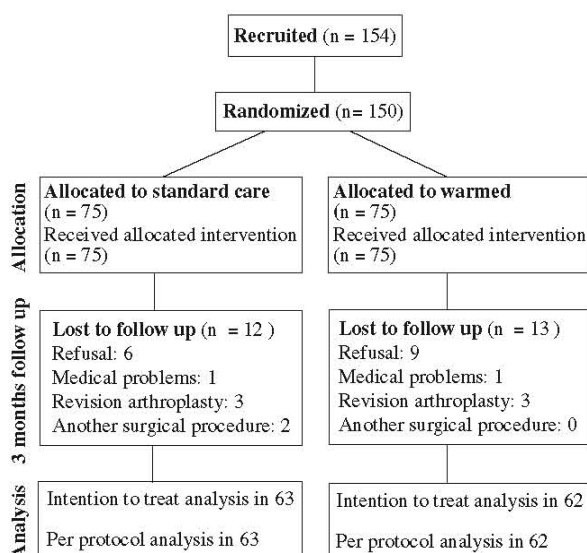 Recruited (n = 154)
Randomized (n= 150)
Allocation
Allocated to standard care
(n = 75)
Received allocated intervention
(n = 75)
Allocated to warmed
(n = 75)
Received allocated intervention
(n = 75)
3 months follow up
Lost to follow up (n = 12 )
Refusal: 6
Medical problems: 1
Revision arthroplasty: 3
Another surgical procedure: 2
Lost to follow up (n = 13 )
Refusal: 9
Medical problems: 1
Revision arthroplasty: 3
Another surgical procedure: 0
Analysis
Intention to treat analysis in 63
Per protocol analysis in 63
Intention to treat analysis in 62
Per protocol analysis in 62